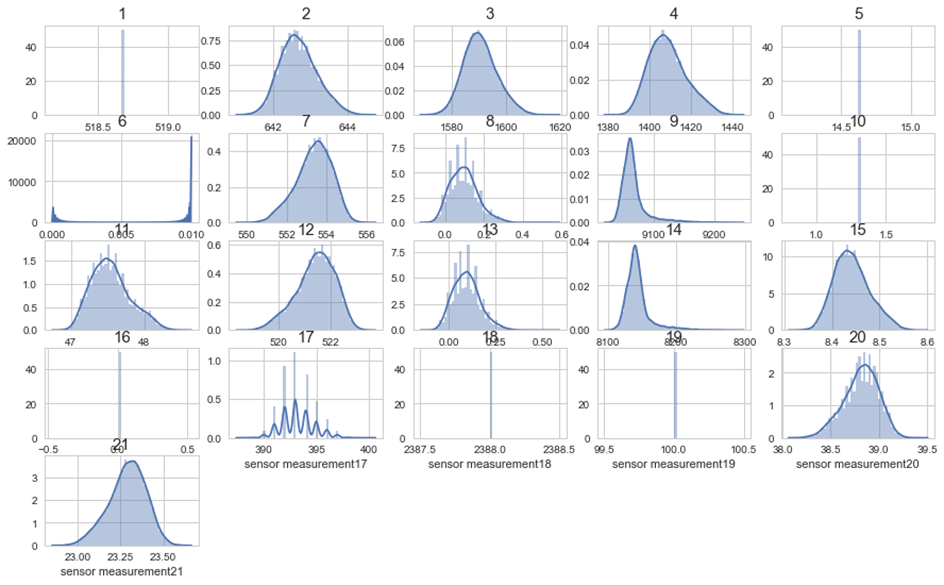 1 2 3 4 5
40 0.75 0.06 0.04 40
20 0.50 0.04 0.02 20
0.25 0.02
0 0.00 0.00 0.00 0
518.5 519.0 642 644 1580 1600 1620 1380 1400 1420 1440 14.5 15.0
6 7 8 9 10
20000 0.4 7.5 0.03 40
10000 0.2 5.0 0.02 20
2.5 0.01
0 0.0 0.0 0.00 0
0.000 0.005 0.010 550 552 554 556 0.0 0.2 0.4 0.6 9100 9200 1.0 1.5
11 12 13 14 15
1.5 0.6 7.5 0.04 10
1.0 0.4 5.0 0.02 5
0.5 0.2 2.5
0.0 0.0 0.0 0.00 0
47 48 520 522 0.00 0.25 0.50 8100 8200 8300 8.3 8.4 8.5 8.6
16 17 18 19 20
40 1.0 40 40 2
20 0.5 20 20 1
0 0.0 0 0 0
−0.5 0.0 0.5 390 395 400 2387.5 2388.0 2388.5 99.5 100.0 100.5 38.0 38.5 39.0 39.5
sensor measurement17 sensor measurement18 sensor measurement19 sensor measurement20
21
3
2
1
0
23.00 23.25 23.50
sensor measurement21